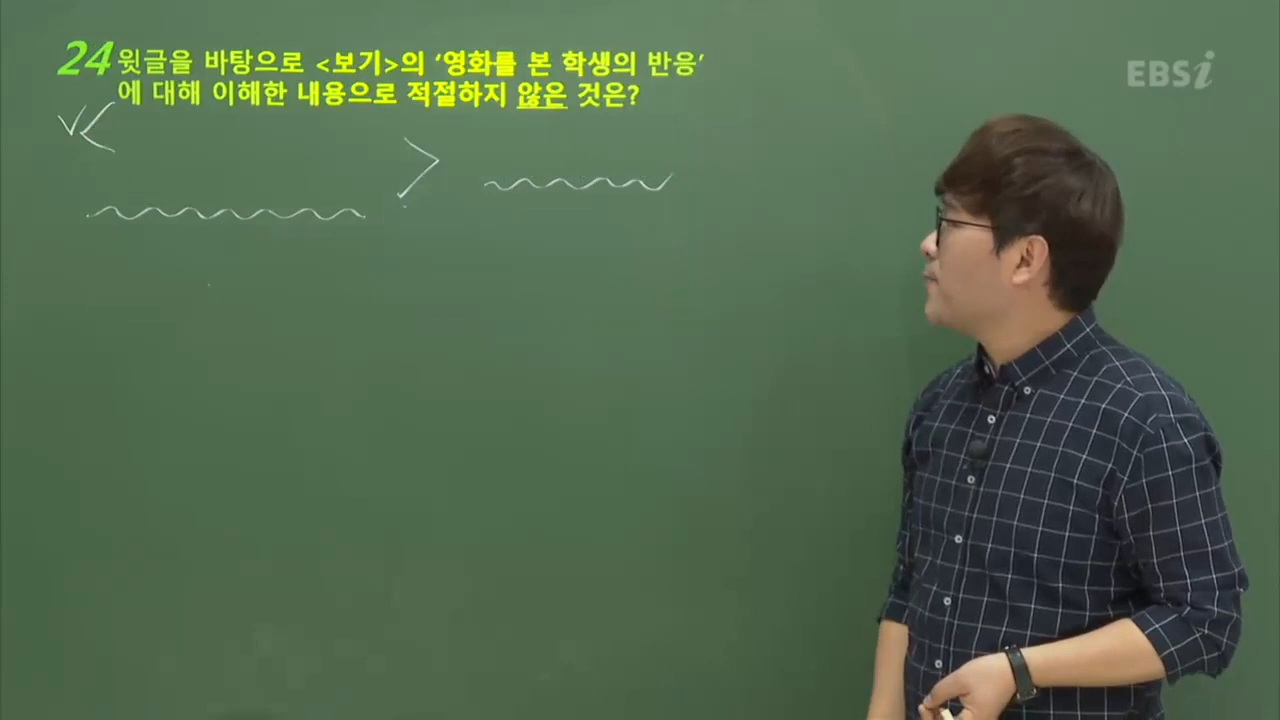 24 윗글을 바탕으로 <보기>의 ‘영화를 본 학생의 반응’
에 대해 이해한 내용으로 적절하지 않은 것은?
EBSi